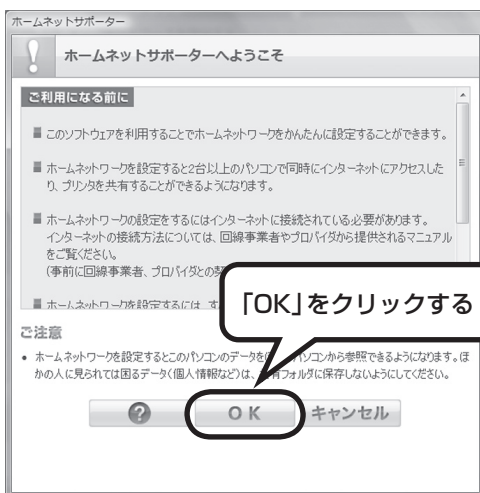 ホームネットサポーター
ホームネットサポーターへようこそ
ご利用になる前に
このソフトウェアを利用することでホームネットワークをかんたんに設定することができます。
ホームネットワークを設定すると2台以上のパソコンで同時にインターネットにアクセスした
り、プリンタを共有することができるようになります。
ホームネットワークの設定をするにはインターネットに接続されている必要があります。
インターネットの接続方法については、回線事業者やプロバイダから提供されるマニュアル
をご覧ください。
(事前に回線事業者、プロバイダとの
ホームネットワークを設定するには、
「OK」をクリックする
ご注意
• ホームネットワークを設定するとこのパソコンのデータを パソコンから参照できるようになります。ほ
かの人に見られては困るデータ(個人情報など)は、 有フォルダに保存しないようにしてください。
? OK キャンセル